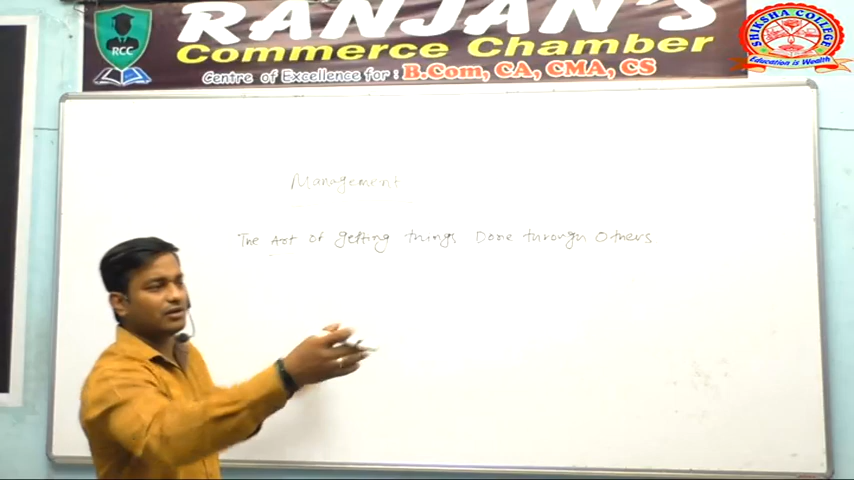 RCC
RANJAN'S
COMMERCE CHAMBER
Centre of Excellence for : B.Com, CA, CMA, CS
SHIKSHA COLLEGE
Education is Wealth
Management
The Art of getting things Done through Others